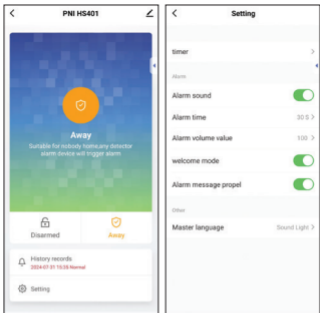 PNI HS401
Away
Suitable for nobody home,any detector
alarm device will trigger alarm
Disarmed
Away
History records
2024-07-31 15:28 Normal
Setting
Setting
timer
Alarm
Alarm sound
Alarm time
30 S
Alarm volume value
100
welcome mode
Alarm message propel
Other
Master language
Sound Light